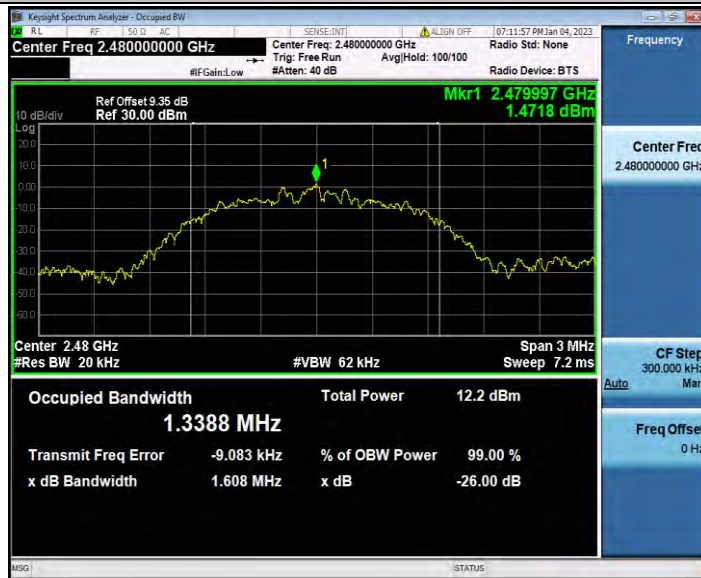 Keysight Spectrum Analyzer - Occupied BW
RL RF 50 Ω AC SENSE:INT ALIGN OFF 07:11:57 PM Jan 04, 2023
Center Freq 2.480000000 GHz
Center Freq: 2.480000000 GHz
Radio Std: None
Trig: Free Run Avg|Hold: 100/100
#IFGain:Low #Atten: 40 dB Radio Device: BTS
Frequency
Mkr1 2.479997 GHz
1.4718 dBm
Ref Offset 9.35 dB
10 dB/div Ref 30.00 dBm
Log
20.0
10.0
0.00
-10.0
-20.0
-30.0
-40.0
-50.0
-60.0
1
Center 2.48 GHz Span 3 MHz
#Res BW 20 kHz #VBW 62 kHz Sweep 7.2 ms
Occupied Bandwidth Total Power 12.2 dBm
1.3388 MHz
Transmit Freq Error -9.083 kHz % of OBW Power 99.00 %
x dB Bandwidth 1.608 MHz x dB -26.00 dB
Center Freq
2.480000000 GHz
CF Step
300.000 kHz
Auto Man
Freq Offset
0 Hz
MSG STATUS